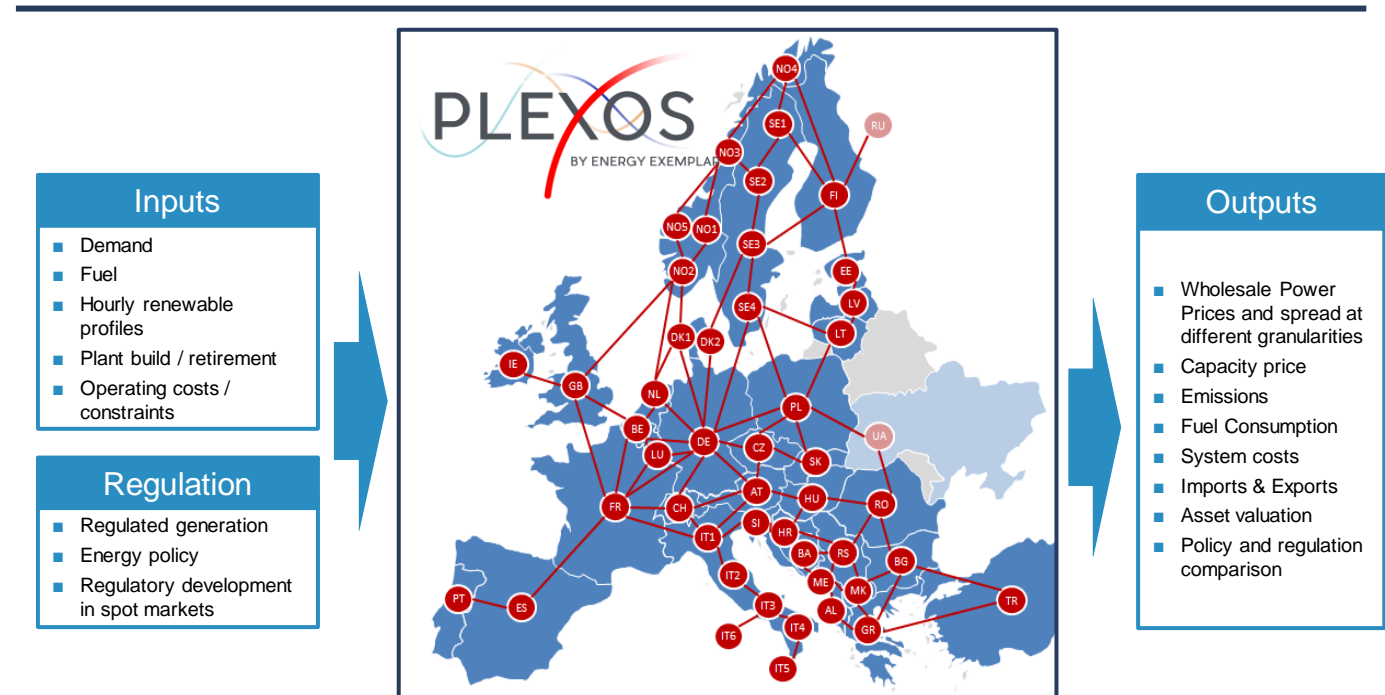 PLEXOS
BY ENERGY EXEMPLAR
Inputs
Demand
Fuel
Hourly renewable
profiles
Plant build / retirement
Operating costs /
constraints
Regulation
Regulated generation
Energy policy
Regulatory development
in spot markets
NO4
SE1
RU
NO3
SE2
FI
NO5
NO1
SE3
NO2
EE
LV
SE4
LT
DK1
DK2
IE
GB
NL
PL
BE
DE
UA
LU
CZ
SK
AT
HU
RO
FR
CH
SI
HR
IT1
BA
RS
BG
IT2
ME
MK
PT
ES
IT3
AL
TR
IT4
GR
IT6
IT5
Outputs
Wholesale Power
Prices and spread at
different granularities
Capacity price
Emissions
Fuel Consumption
System costs
Imports & Exports
Asset valuation
Policy and regulation
comparison